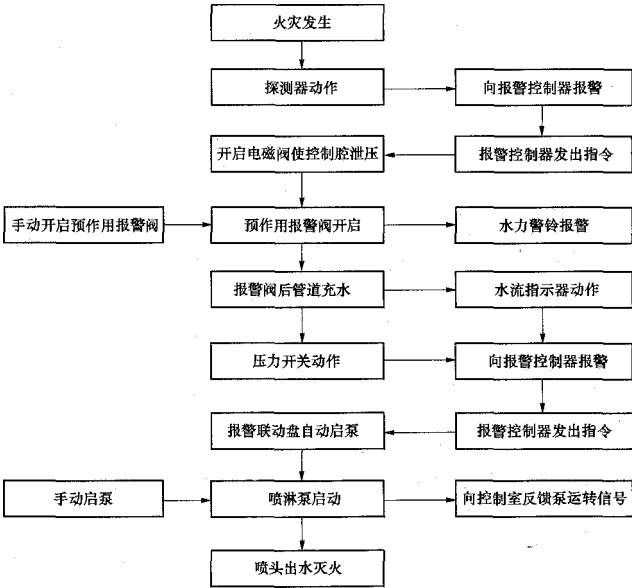 火灾发生
探测器动作
向报警控制器报警
开启电磁阀使控制腔泄压
报警控制器发出指令
手动开启预作用报警阀
预作用报警阀开启
水力警铃报警
报警阀后管道充水
水流指示器动作
压力开关动作
向报警控制器报警
报警联动盘自动启泵
报警控制器发出指令
手动启泵
喷淋泵启动
向控制室反馈泵运转信号
喷头出水灭火